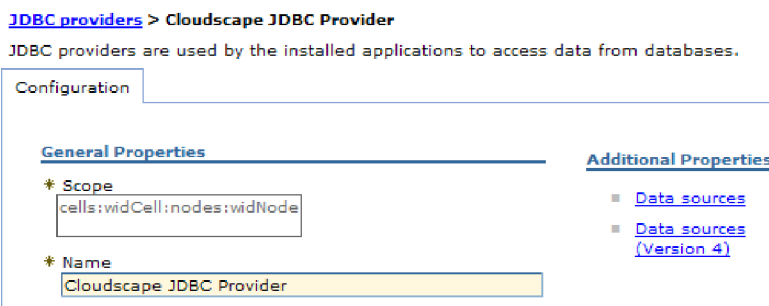 JDBC providers > Cloudscape JDBC Provider
JDBC providers are used by the installed applications to access data from databases.
Configuration
General Properties
* Scope
cells:widCell:nodes:widNode
* Name
Cloudscape JDBC Provider
Additional Properties
Data sources
Data sources
(Version 4)